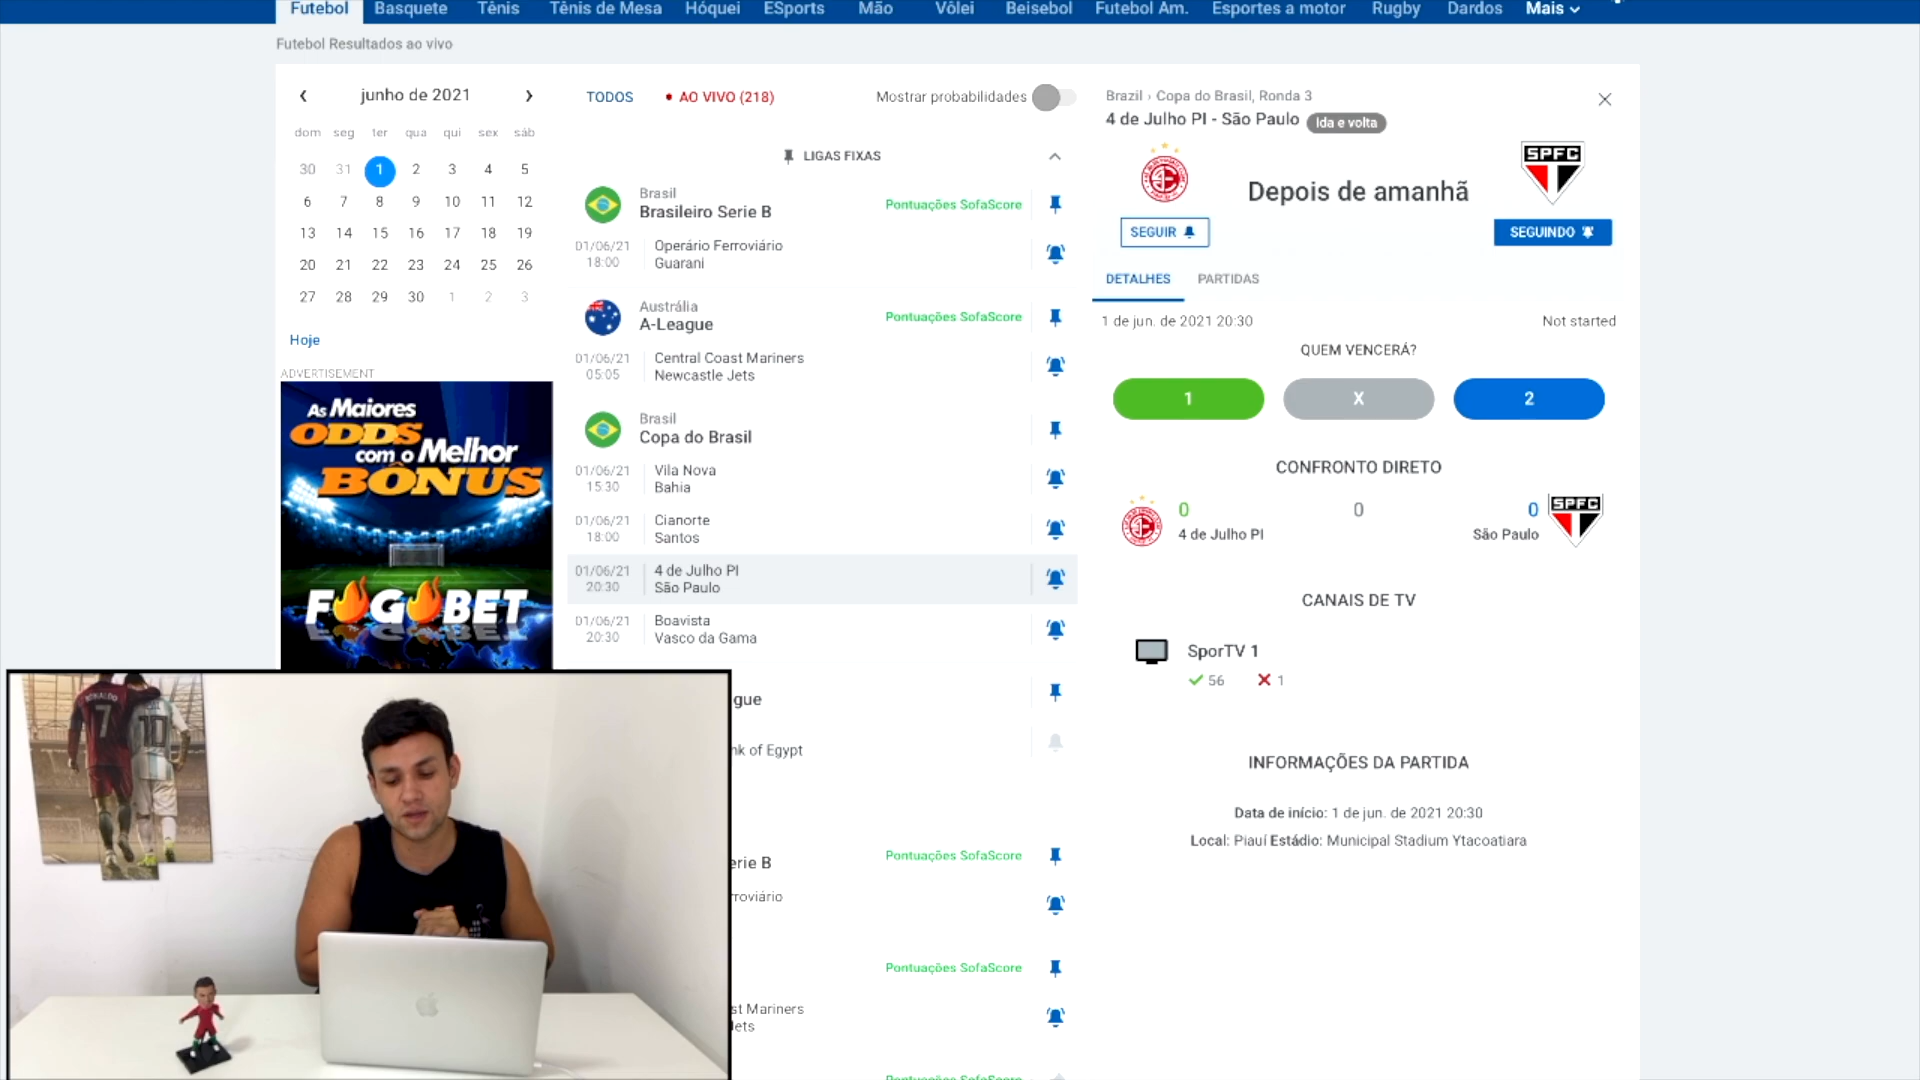 Futebol Basquete Tênis Tênis de Mesa Hóquei ESports Mão Vôlei Beisebol Futebol Am. Esportes a motor Rugby Dardos Mais
Futebol Resultados ao vivo
junho de 2021
dom seg ter qua qui sex sáb
30 31 1 2 3 4 5
6 7 8 9 10 11 12
13 14 15 16 17 18 19
20 21 22 23 24 25 26
27 28 29 30 1 2 3
Hoje
ADVERTISEMENT
As Maiores
ODDS
com o Melhor
BÔNUS
FOGOBET
TODOS AO VIVO (218) Mostrar probabilidades
LIGAS FIXAS
Brasil
Brasileiro Serie B Pontuações SofaScore
01/06/21 Operário Ferroviário
18:00 Guarani
Austrália
A-League Pontuações SofaScore
01/06/21 Central Coast Mariners
05:05 Newcastle Jets
Brasil
Copa do Brasil
01/06/21 Vila Nova
15:30 Bahia
01/06/21 Cianorte
18:00 Santos
01/06/21 4 de Julho PI
20:30 São Paulo
01/06/21 Boavista
20:30 Vasco da Gama
gue
nk of Egypt
erie B Pontuações SofaScore
rroviário
Pontuações SofaScore
st Mariners
Jets
Pontuações SofaScore
Brazil › Copa do Brasil, Ronda 3
4 de Julho PI - São Paulo Ida e volta
SPFC
Depois de amanhã
SEGUIR SEGUINDO
DETALHES PARTIDAS
1 de jun. de 2021 20:30 Not started
QUEM VENCERÁ?
1 X 2
CONFRONTO DIRETO
0 0 0 SPFC
4 de Julho PI São Paulo
CANAIS DE TV
SporTV 1
56 1
INFORMAÇÕES DA PARTIDA
Data de início: 1 de jun. de 2021 20:30
Local: Piauí Estádio: Municipal Stadium Ytacoatiara
RONALDO
7
10